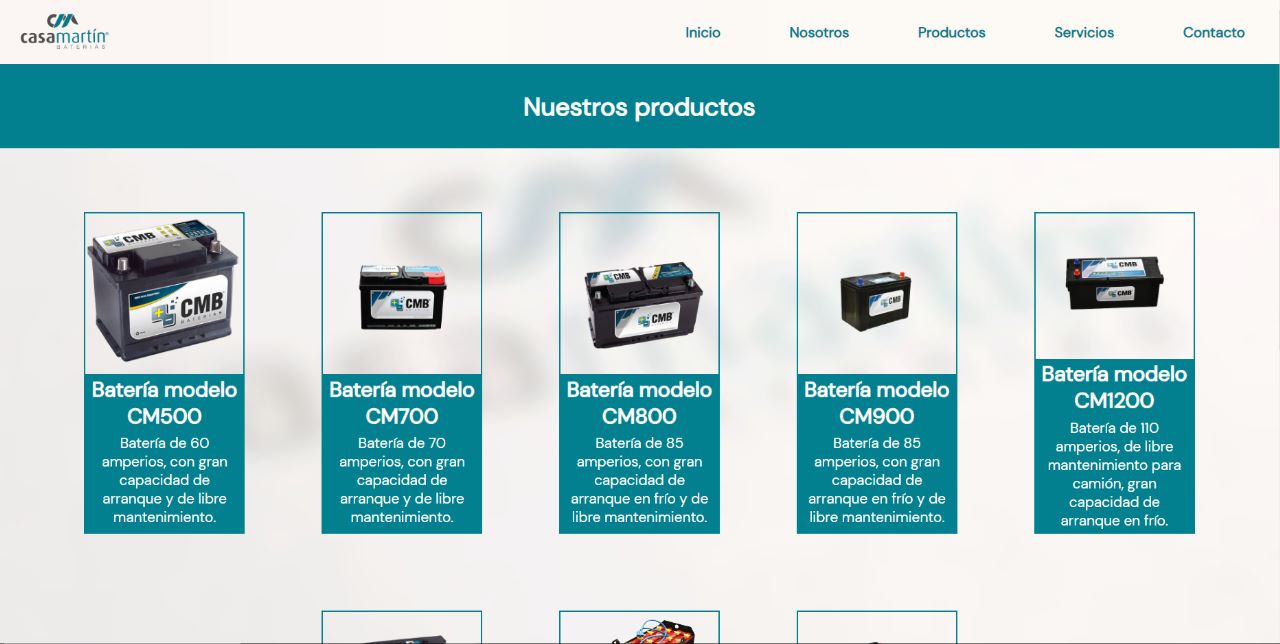 casamartín
BATERIAS
Inicio
Nosotros
Productos
Servicios
Contacto
Nuestros productos
CMB
BATERIAS
Batería modelo
CM500
Batería de 60
amperios, con gran
capacidad de
arranque y de libre
mantenimiento.
CMB
Batería modelo
CM700
Batería de 70
amperios, con gran
capacidad de
arranque y de libre
mantenimiento.
CMB
Batería modelo
CM800
Batería de 85
amperios, con gran
capacidad de
arranque en frío y de
libre mantenimiento.
CMB
Batería modelo
CM900
Batería de 85
amperios, con gran
capacidad de
arranque en frío y de
libre mantenimiento.
CMB
CMB
Batería modelo
CM1200
Batería de 110
amperios, de libre
mantenimiento para
camión, gran
capacidad de
arranque en frío.